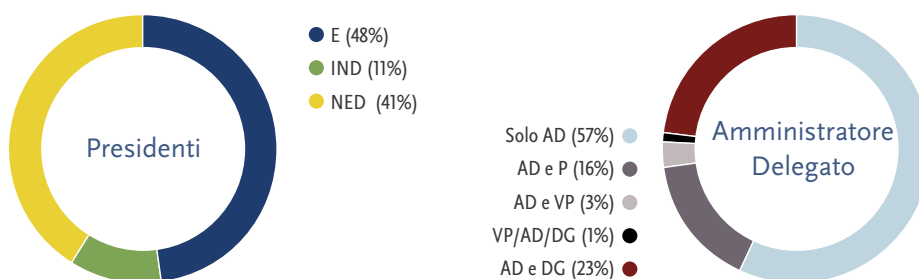 Presidenti
E (48%)
IND (11%)
NED (41%)
Solo AD (57%)
AD e P (16%)
AD e VP (3%)
VP/AD/DG (1%)
AD e DG (23%)
Amministratore
Delegato